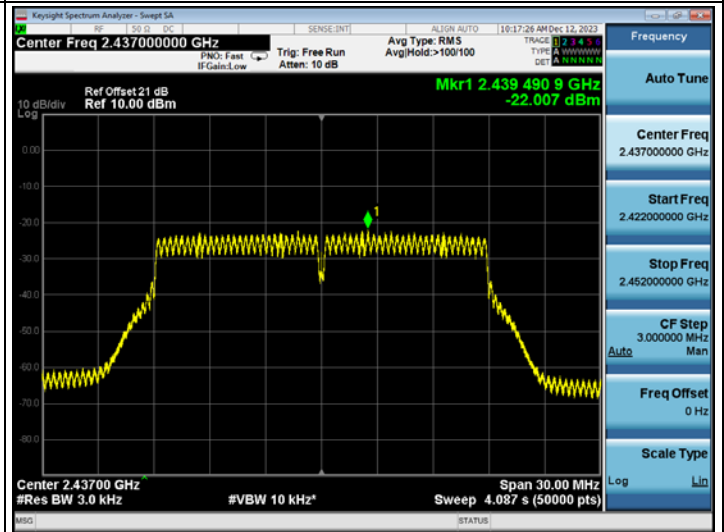 Keysight Spectrum Analyzer - Swept SA
RF 50 Ω DC SENSE:INT ALIGN AUTO 10:17:26 AM Dec 12, 2023
Center Freq 2.437000000 GHz
PNO: Fast
IFGain:Low
Trig: Free Run
Atten: 10 dB
Avg Type: RMS
Avg|Hold:>100/100
TRACE 1 2 3 4 5 6
TYPE A WWWWW
DET A N N N N N
Ref Offset 21 dB
10 dB/div Ref 10.00 dBm
Log
Mkr1 2.439 490 9 GHz
-22.007 dBm
1
0.00
-10.0
-20.0
-30.0
-40.0
-50.0
-60.0
-70.0
-80.0
Center 2.43700 GHz
Span 30.00 MHz
#Res BW 3.0 kHz
#VBW 10 kHz*
Sweep 4.087 s (50000 pts)
MSG
STATUS
Frequency
Auto Tune
Center Freq
2.437000000 GHz
Start Freq
2.422000000 GHz
Stop Freq
2.452000000 GHz
CF Step
3.000000 MHz
Auto Man
Freq Offset
0 Hz
Scale Type
Log Lin